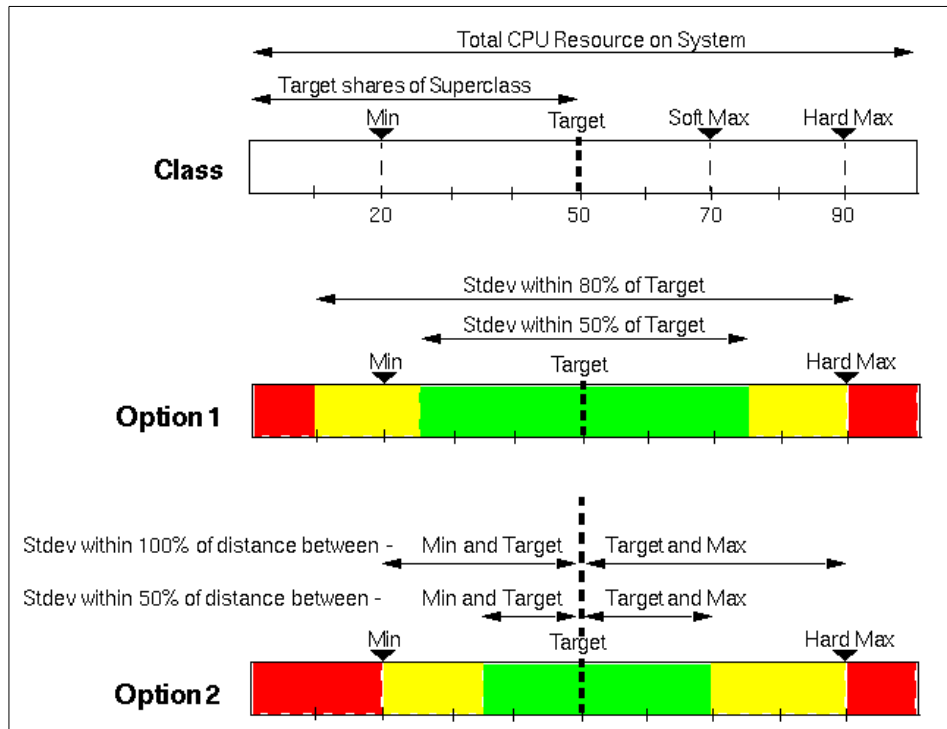 Total CPU Resource on System
Target shares of Superclass
Min Target Soft Max Hard Max
Class
20 50 70 90
Stdev within 80% of Target
Stdev within 50% of Target
Min Target Hard Max
Option 1
Stdev within 100% of distance between - Min and Target Target and Max
Stdev within 50% of distance between - Min and Target Target and Max
Min Target Hard Max
Option 2